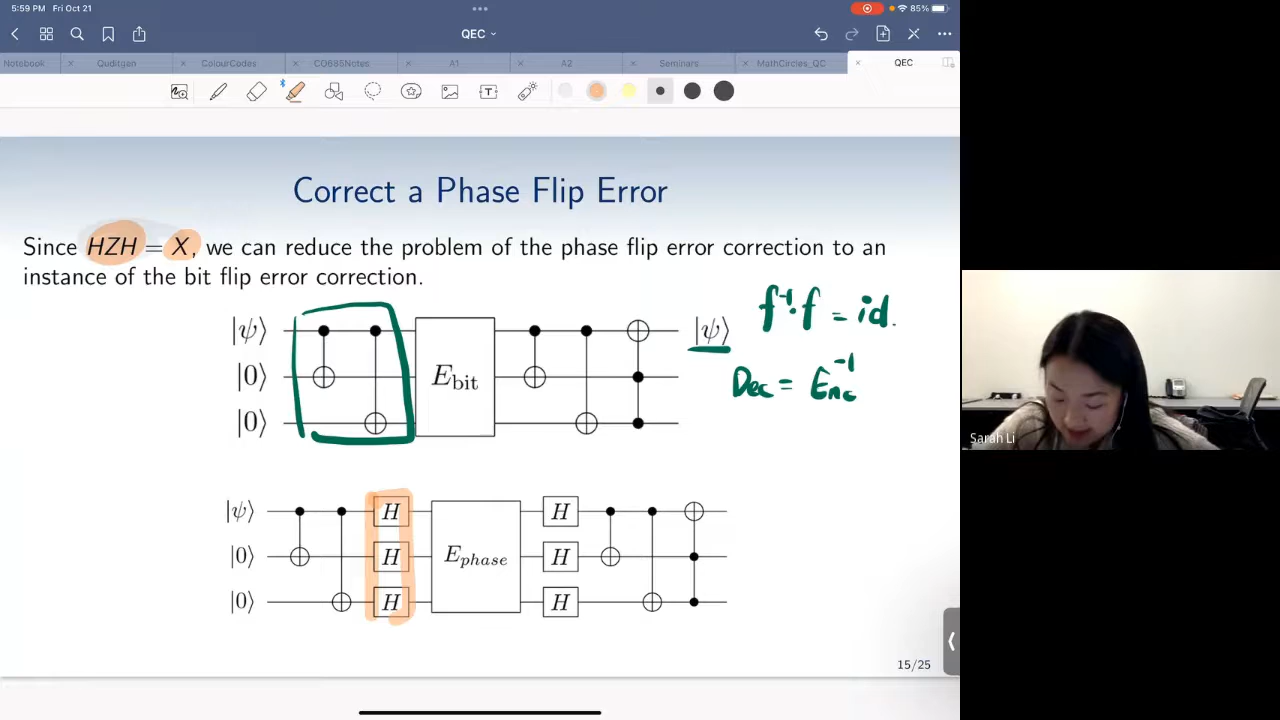 5:59 PM Fri Oct 21
85%
QEC
Notebook
Quditgan
ColourCodes
CO685Notes
A1
A2
Seminars
MathCircles_QC
QEC
T
Correct a Phase Flip Error
Since HZH = X, we can reduce the problem of the phase flip error correction to an
instance of the bit flip error correction.
|ψ⟩
|0⟩
|0⟩
E_bit
|ψ⟩
f⁻¹·f = id.
Dec = Enc⁻¹
|ψ⟩ H H
|0⟩ H E_phase H
|0⟩ H H
15/25
Sarah Li